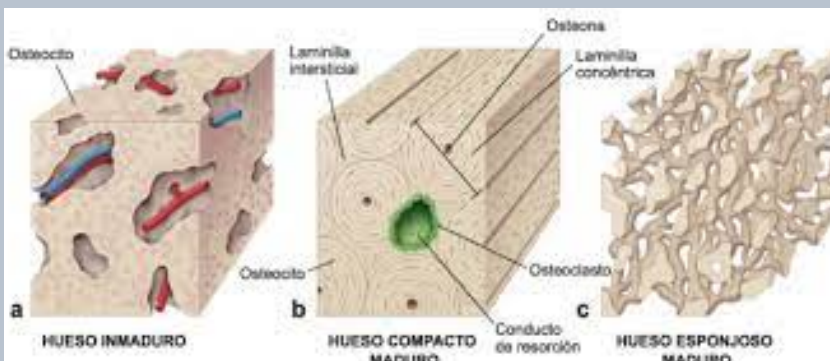 Osteocito
Laminilla
intersticial
Osteona
Laminilla
concéntrica
Osteocito
Osteoclasto
Conducto
de resorción
a
HUESO INMADURO
b
HUESO COMPACTO
MADURO
c
HUESO ESPONJOSO
MADURO